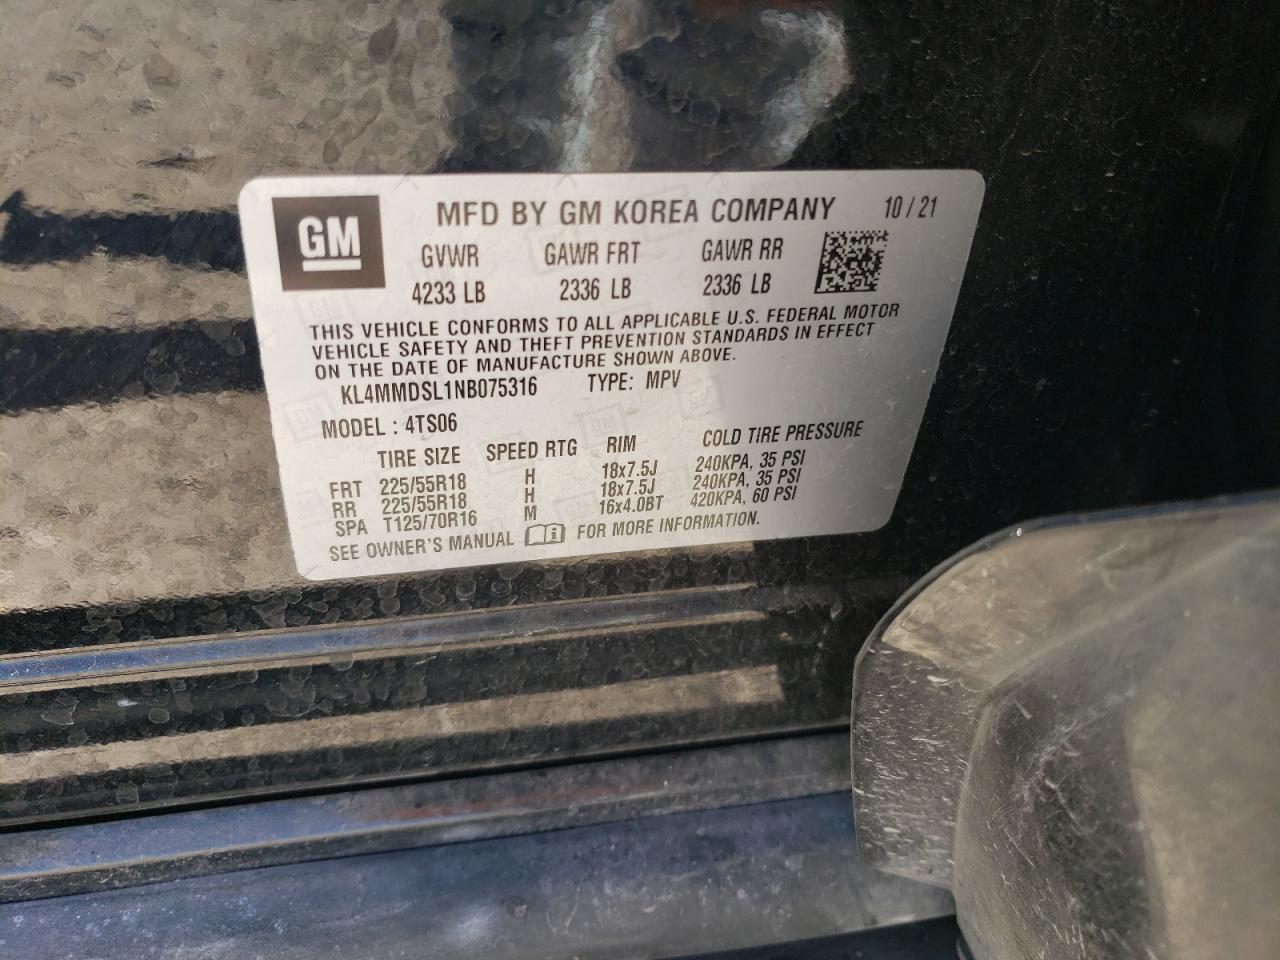 GM MFD BY GM KOREA COMPANY 10 / 21
GVWR GAWR FRT GAWR RR
4233 LB 2336 LB 2336 LB
THIS VEHICLE CONFORMS TO ALL APPLICABLE U.S. FEDERAL MOTOR
VEHICLE SAFETY AND THEFT PREVENTION STANDARDS IN EFFECT
ON THE DATE OF MANUFACTURE SHOWN ABOVE.
KL4MMDSL1NB075316 TYPE: MPV
MODEL : 4TS06
TIRE SIZE SPEED RTG RIM COLD TIRE PRESSURE
FRT 225/55R18 H 18x7.5J 240KPA, 35 PSI
RR 225/55R18 H 18x7.5J 240KPA, 35 PSI
SPA T125/70R16 M 16x4.0BT 420KPA, 60 PSI
SEE OWNER'S MANUAL FOR MORE INFORMATION.